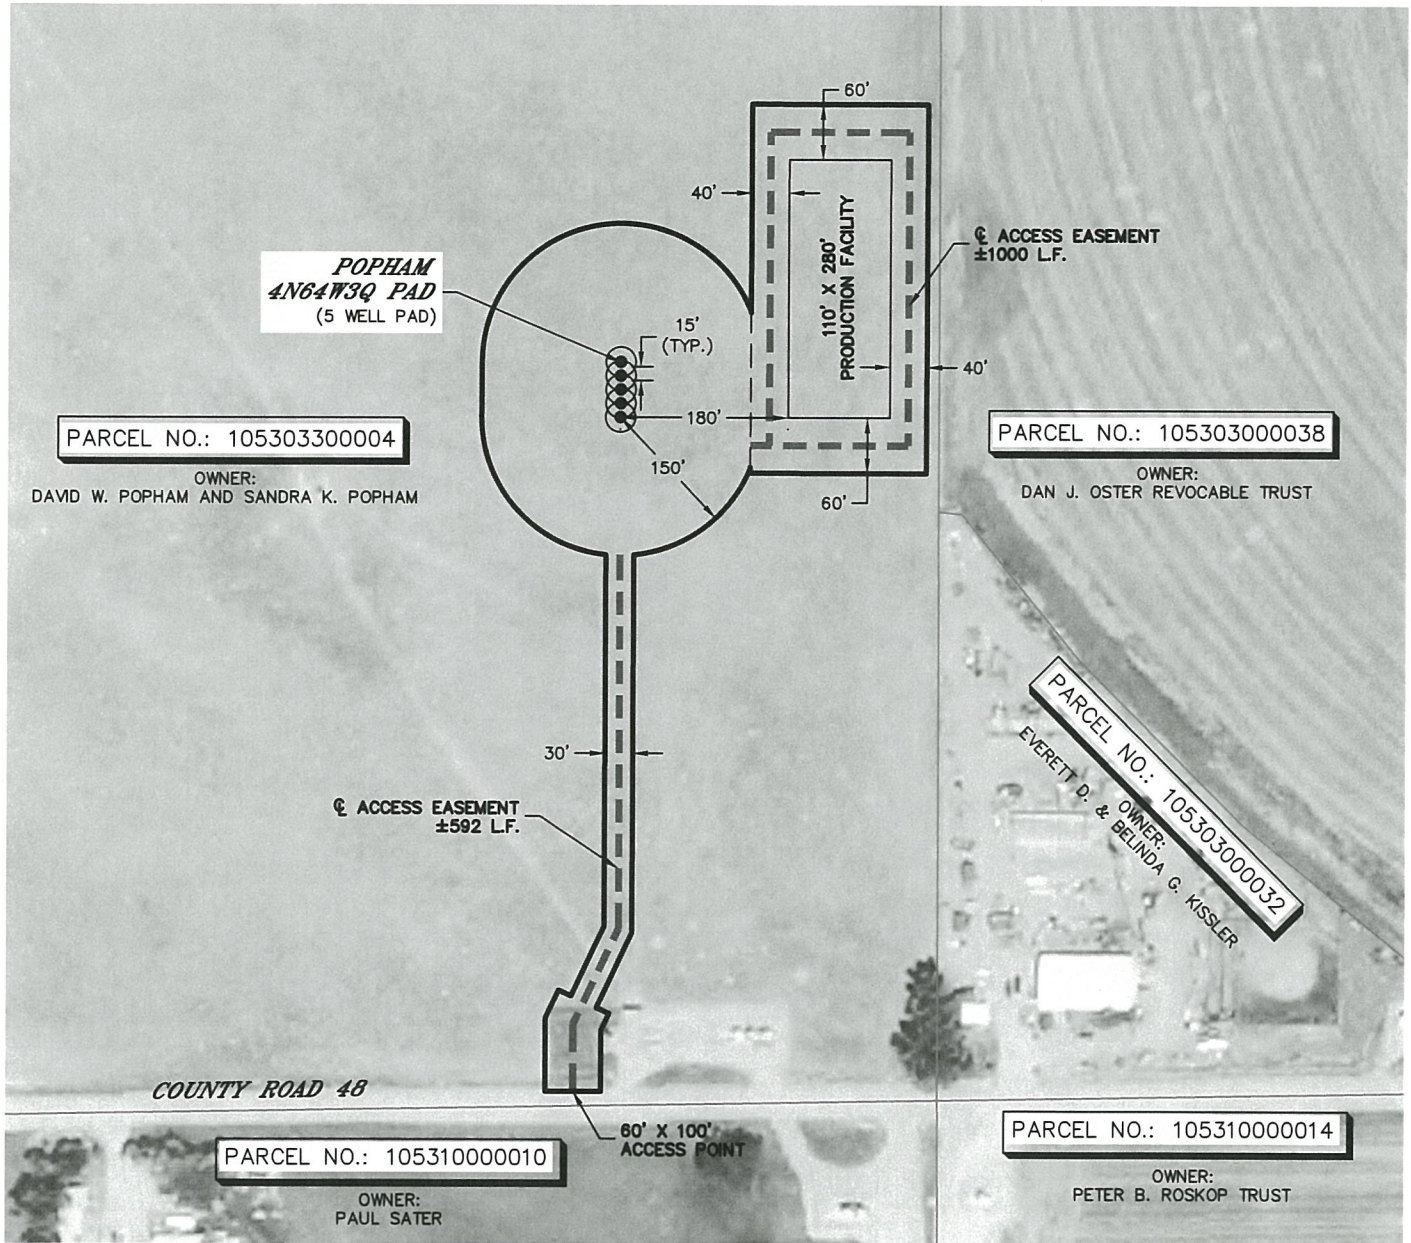 60'
40'
110' X 280'
PRODUCTION FACILITY
℄ ACCESS EASEMENT
±1000 L.F.
POPHAM
4N64W3Q PAD
(5 WELL PAD)
15'
(TYP.)
40'
180'
PARCEL NO.: 105303300004
OWNER:
DAVID W. POPHAM AND SANDRA K. POPHAM
150'
60'
PARCEL NO.: 105303000038
OWNER:
DAN J. OSTER REVOCABLE TRUST
30'
PARCEL NO.: 105303000032
OWNER:
EVERETT D. & BELINDA G. KISSLER
℄ ACCESS EASEMENT
±592 L.F.
COUNTY ROAD 48
60' X 100'
ACCESS POINT
PARCEL NO.: 105310000010
OWNER:
PAUL SATER
PARCEL NO.: 105310000014
OWNER:
PETER B. ROSKOP TRUST